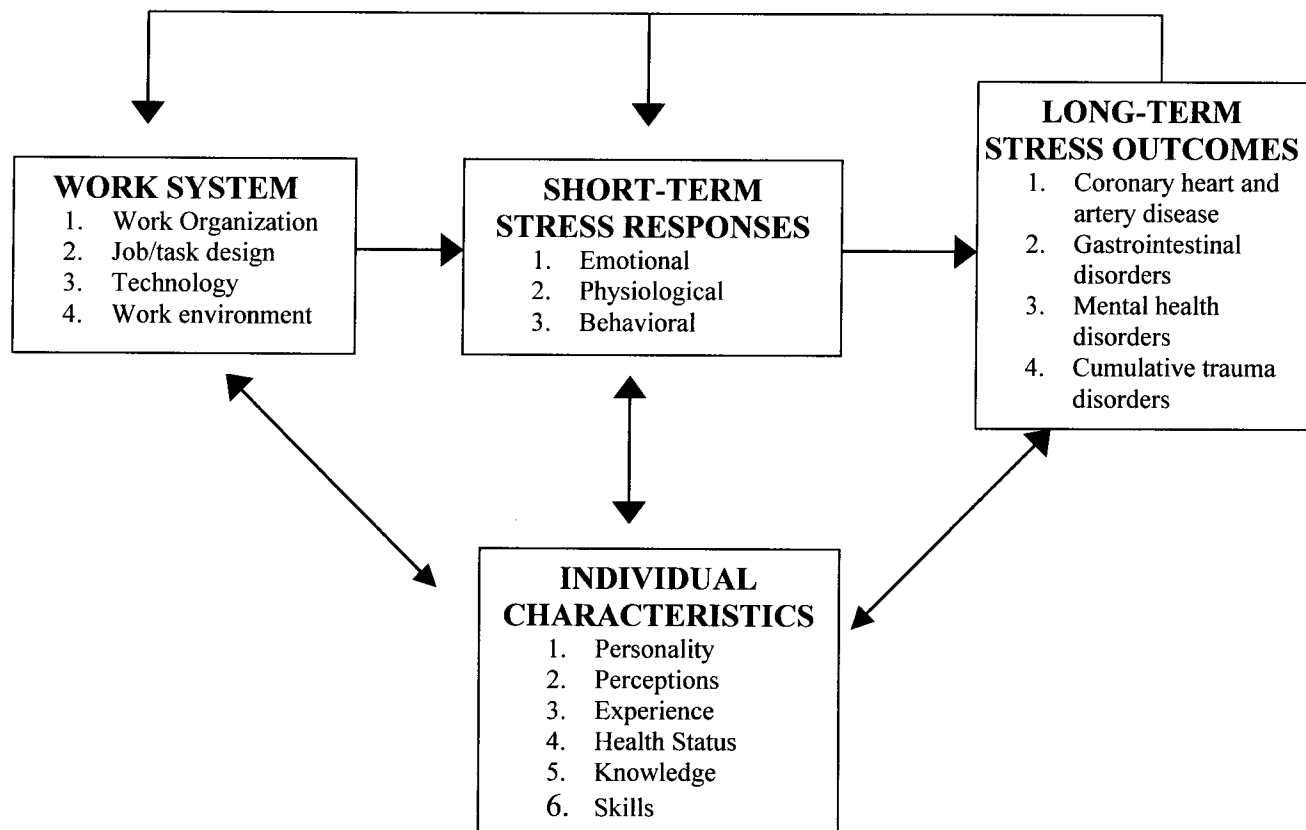 WORK SYSTEM
1. Work Organization
2. Job/task design
3. Technology
4. Work environment
SHORT-TERM
STRESS RESPONSES
1. Emotional
2. Physiological
3. Behavioral
LONG-TERM
STRESS OUTCOMES
1. Coronary heart and
artery disease
2. Gastrointestinal
disorders
3. Mental health
disorders
4. Cumulative trauma
disorders
INDIVIDUAL
CHARACTERISTICS
1. Personality
2. Perceptions
3. Experience
4. Health Status
5. Knowledge
6. Skills